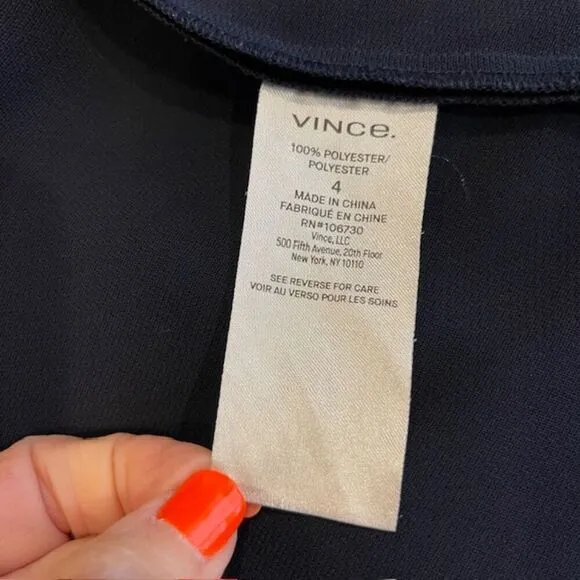 VINCe.
100% POLYESTER/
POLYESTER
4
MADE IN CHINA
FABRIQUÉ EN CHINE
RN#106730
Vince, LLC
500 Fifth Avenue, 20th Floor
New York, NY 10110
SEE REVERSE FOR CARE
VOIR AU VERSO POUR LES SOINS